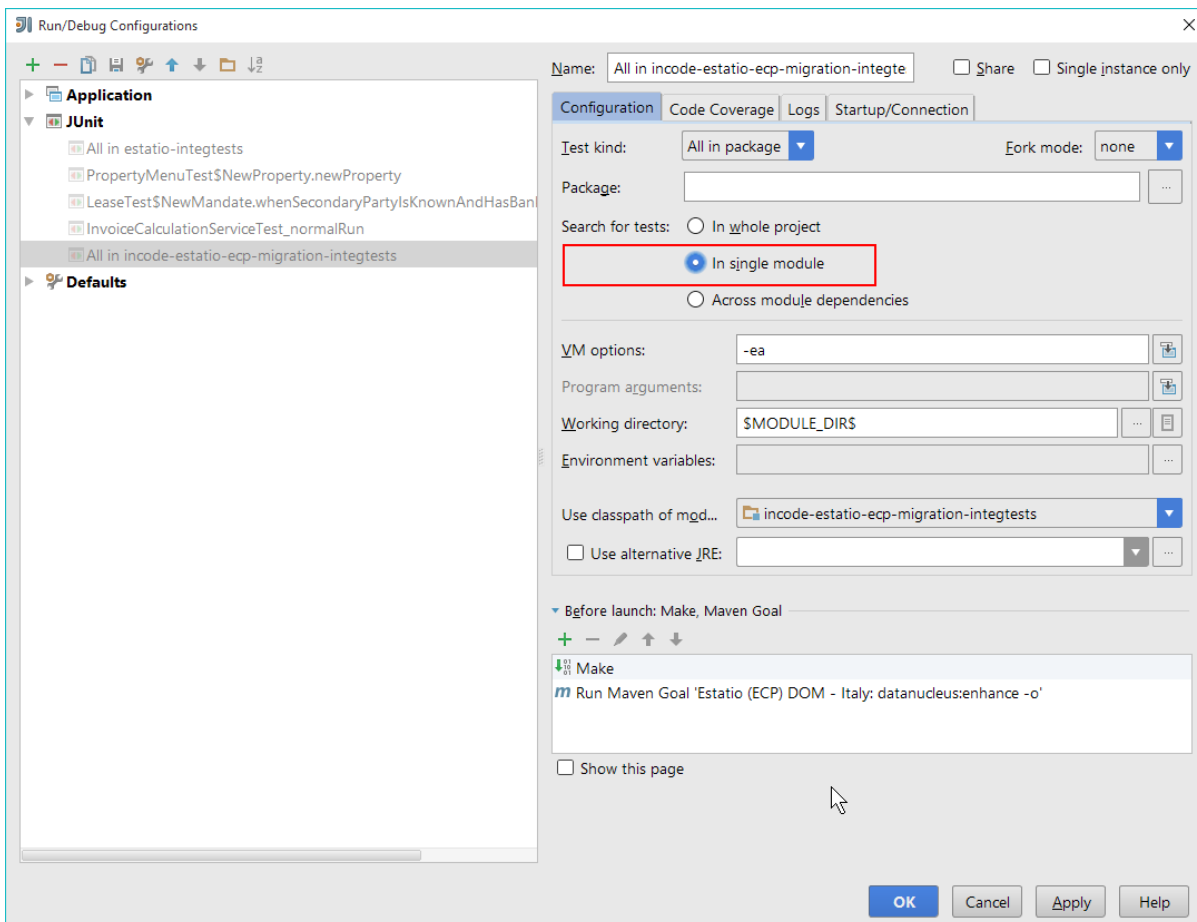 Run/Debug Configurations
Application
JUnit
All in estatio-integtests
PropertyMenuTest$NewProperty.newProperty
LeaseTest$NewMandate.whenSecondaryPartyIsKnownAndHasBan
InvoiceCalculationServiceTest_normalRun
All in incode-estatio-ecp-migration-integtests
Defaults
Name: All in incode-estatio-ecp-migration-integte Share Single instance only
Configuration Code Coverage Logs Startup/Connection
Test kind: All in package Fork mode: none
Package: ...
Search for tests: In whole project
In single module
Across module dependencies
VM options: -ea
Program arguments:
Working directory: $MODULE_DIR$ ...
Environment variables: ...
Use classpath of mod... incode-estatio-ecp-migration-integtests
Use alternative JRE: ...
Before launch: Make, Maven Goal
Make
Run Maven Goal 'Estatio (ECP) DOM - Italy: datanucleus:enhance -o'
Show this page
OK Cancel Apply Help